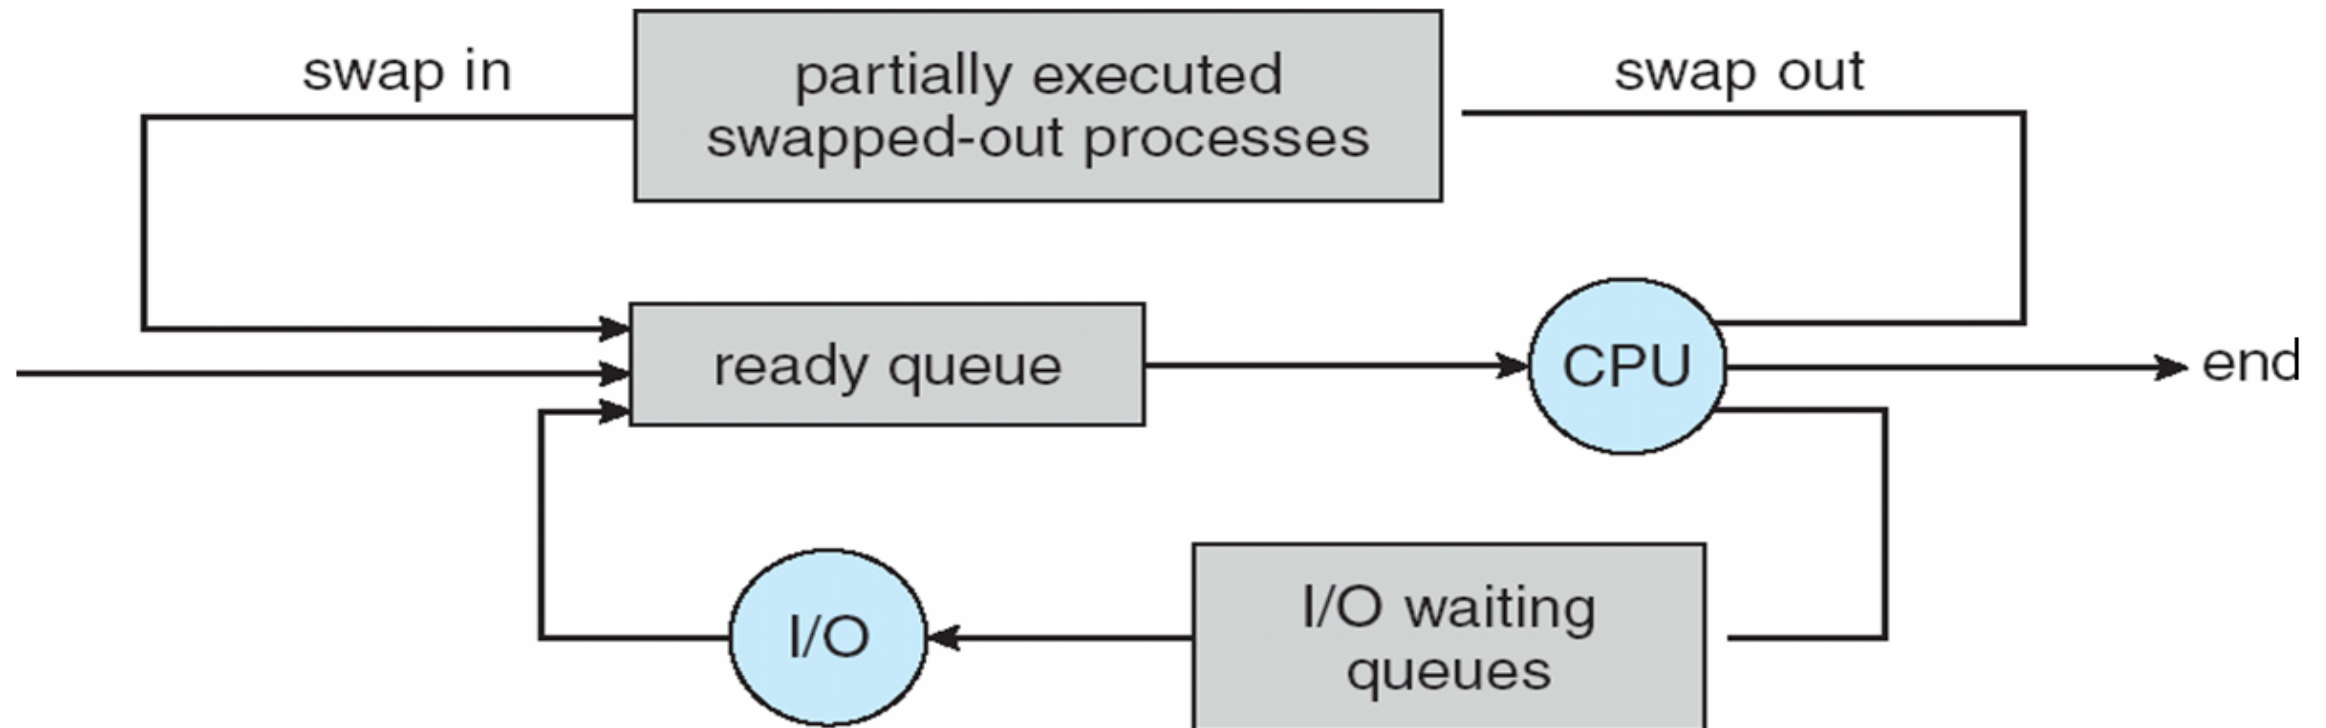 swap in
partially executed
swapped-out processes
swap out
ready queue
CPU
end
I/O
I/O waiting
queues